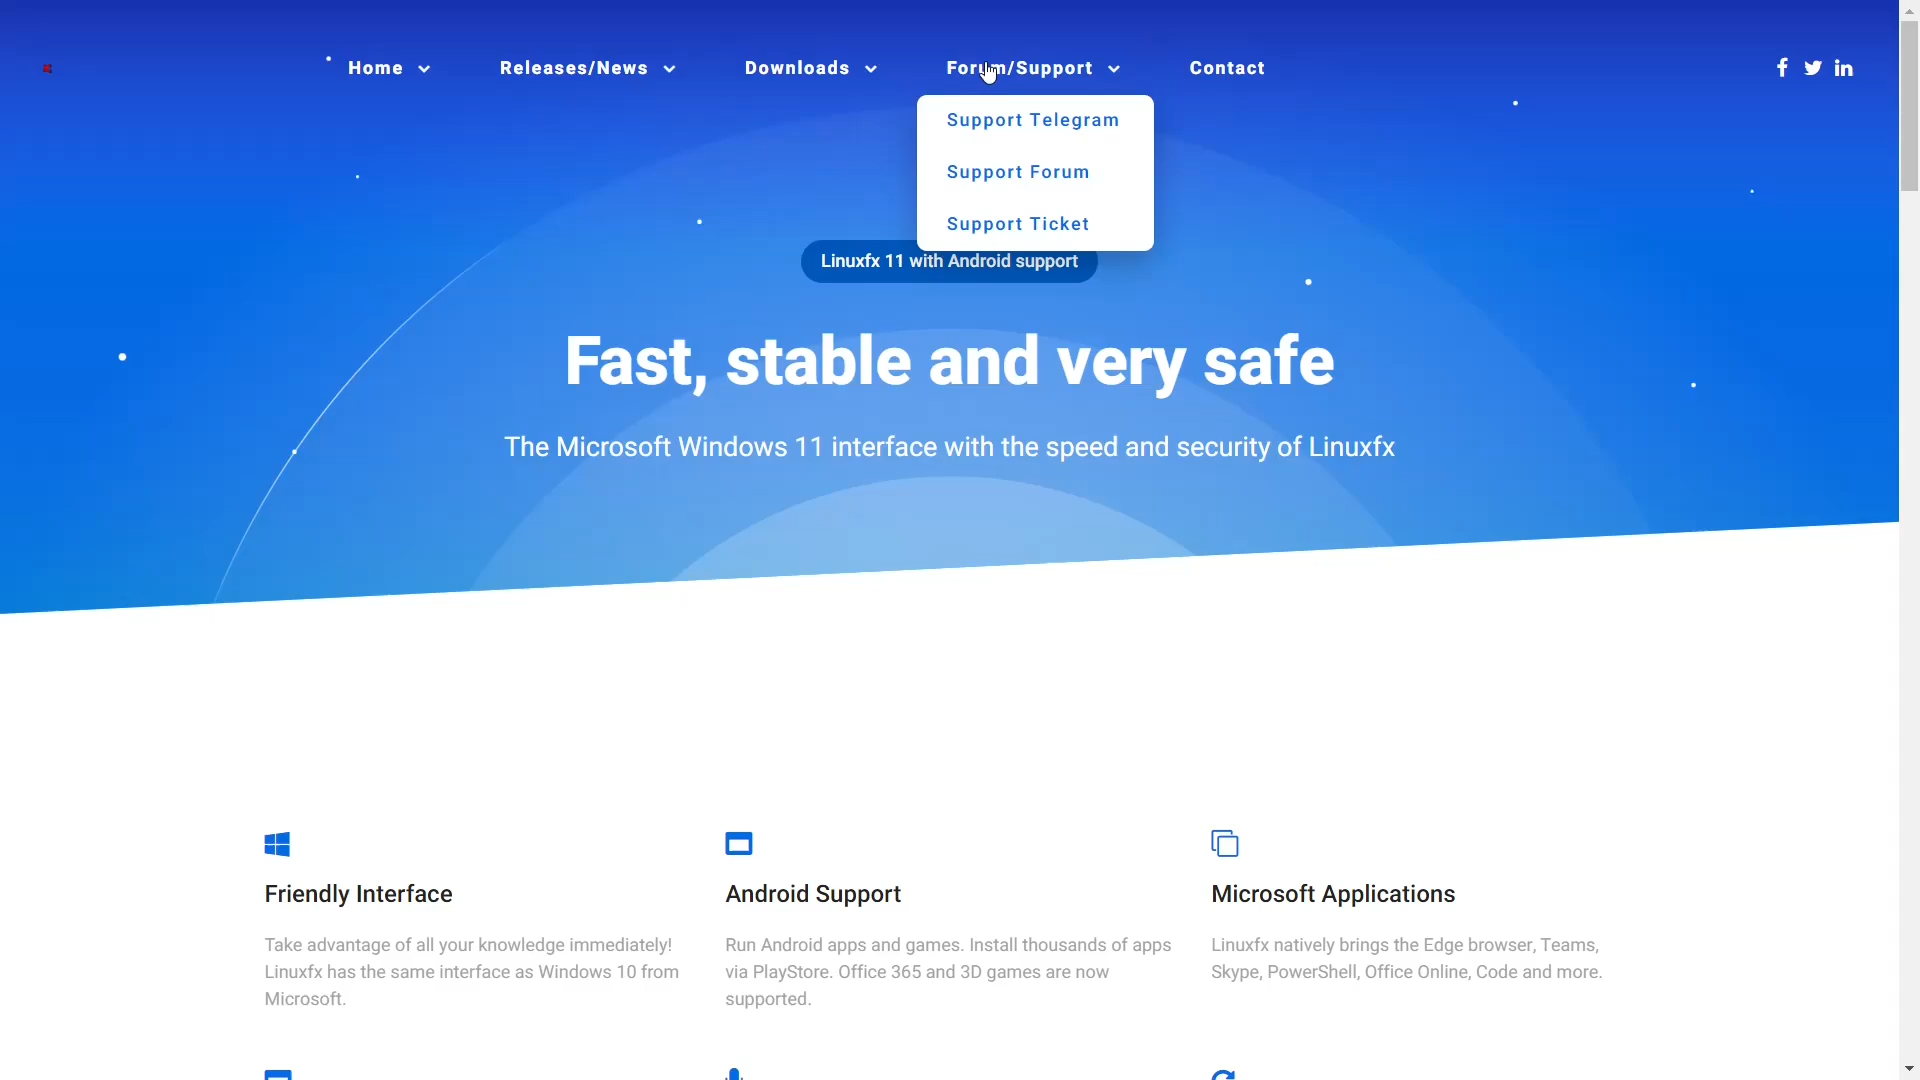 Home
Releases/News
Downloads
Forum/Support
Contact
Support Telegram
Support Forum
Support Ticket
Linuxfx 11 with Android support
Fast, stable and very safe
The Microsoft Windows 11 interface with the speed and security of Linuxfx
Friendly Interface
Take advantage of all your knowledge immediately!
Linuxfx has the same interface as Windows 10 from
Microsoft.
Android Support
Run Android apps and games. Install thousands of apps
via PlayStore. Office 365 and 3D games are now
supported.
Microsoft Applications
Linuxfx natively brings the Edge browser, Teams,
Skype, PowerShell, Office Online, Code and more.